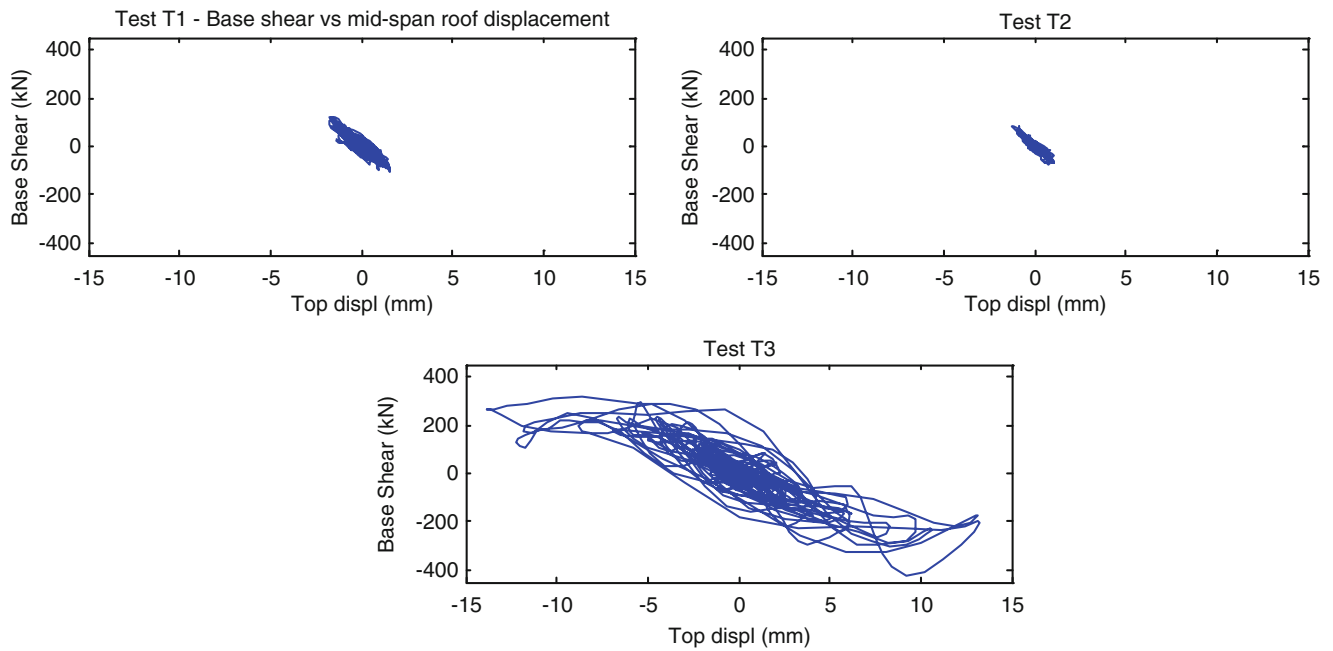 Test T1 - Base shear vs mid-span roof displacement
400
200
0
-200
-400
Base Shear (kN)
-15 -10 -5 0 5 10 15
Top displ (mm)
Test T2
400
200
0
-200
-400
Base Shear (kN)
-15 -10 -5 0 5 10 15
Top displ (mm)
Test T3
400
200
0
-200
-400
Base Shear (kN)
-15 -10 -5 0 5 10 15
Top displ (mm)